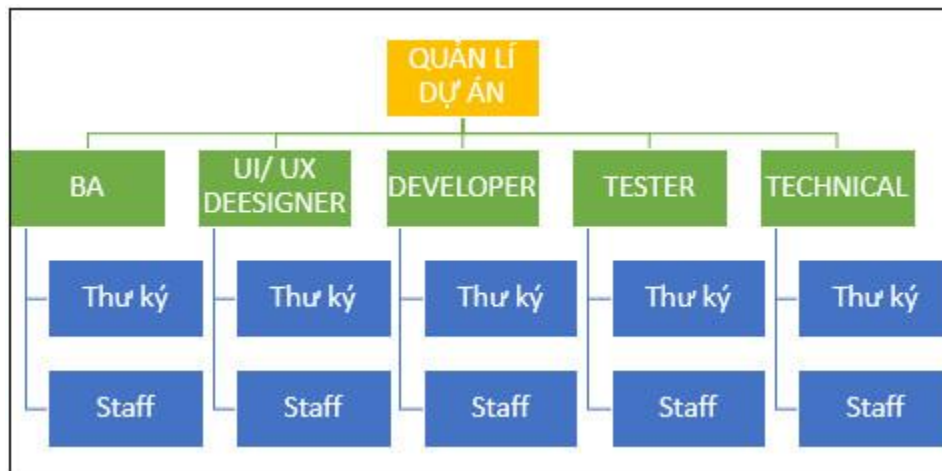 QUẢN LÍ
DỰ ÁN
BA
UI/ UX
DEESIGNER
DEVELOPER
TESTER
TECHNICAL
Thư ký
Thư ký
Thư ký
Thư ký
Thư ký
Staff
Staff
Staff
Staff
Staff